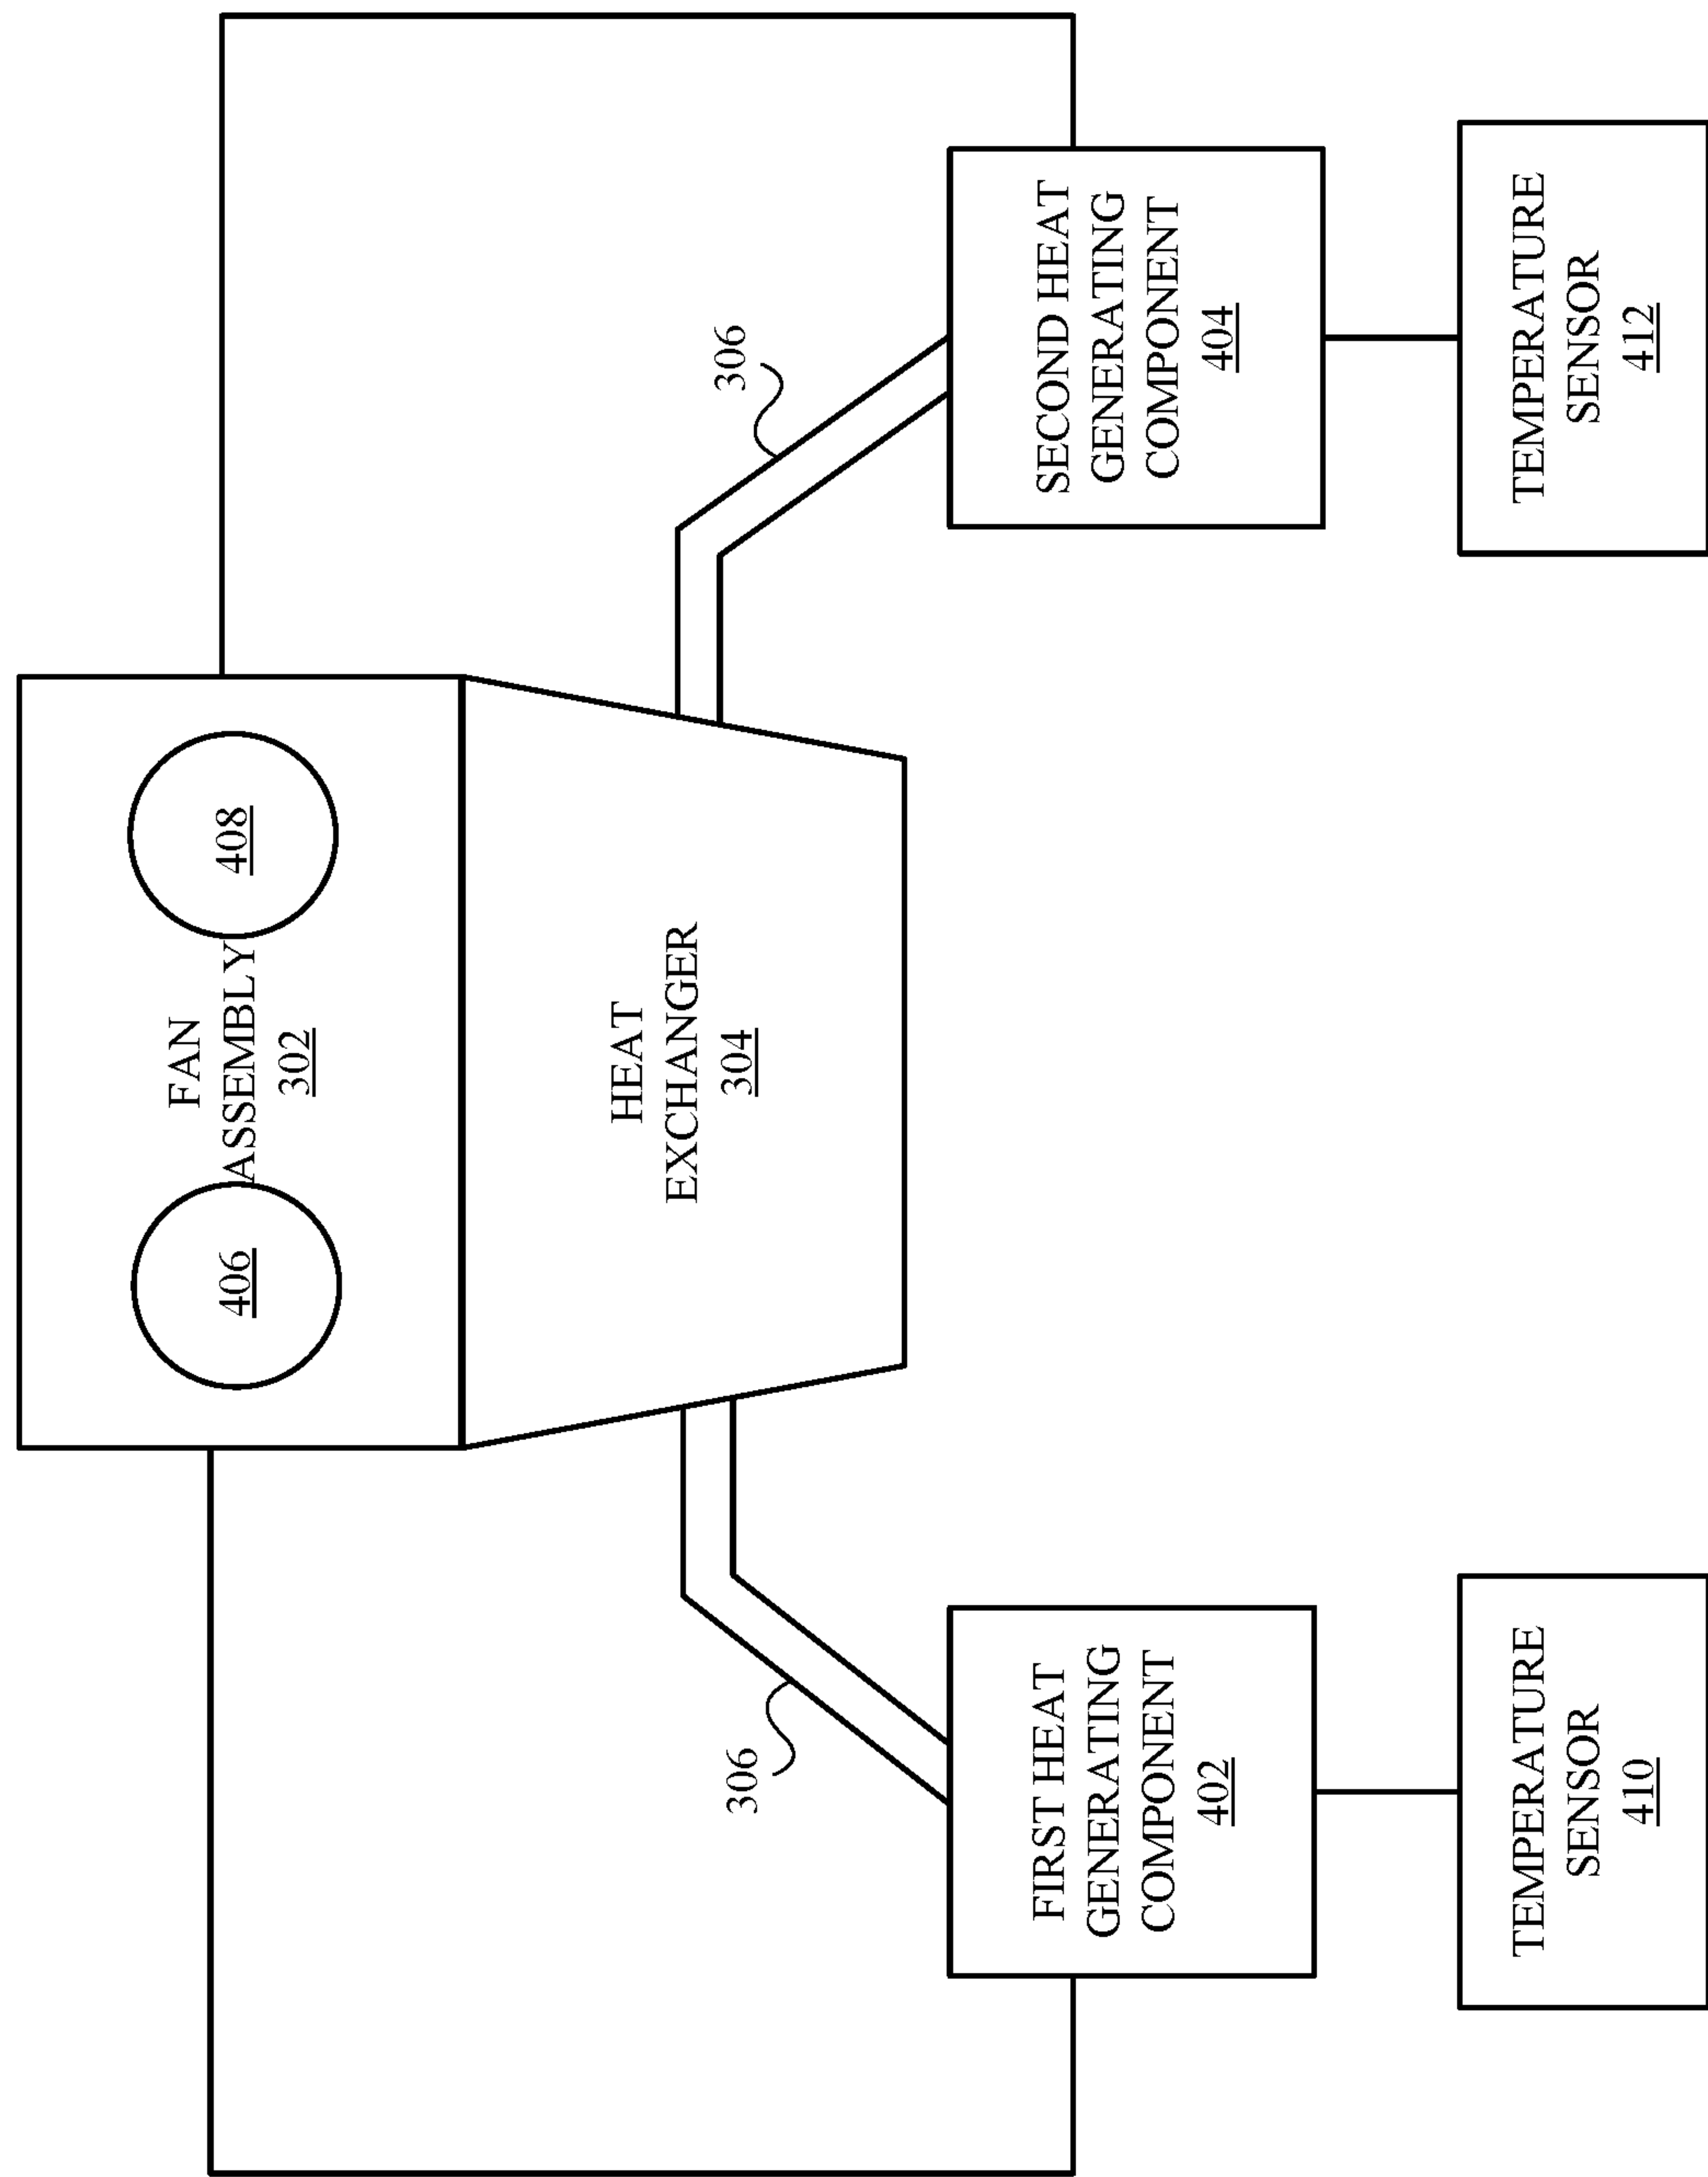 FAN
ASSEMBLY
302
406
408
HEAT
EXCHANGER
304
306
306
FIRST HEAT
GENERATING
COMPONENT
402
SECOND HEAT
GENERATING
COMPONENT
404
TEMPERATURE
SENSOR
410
TEMPERATURE
SENSOR
412